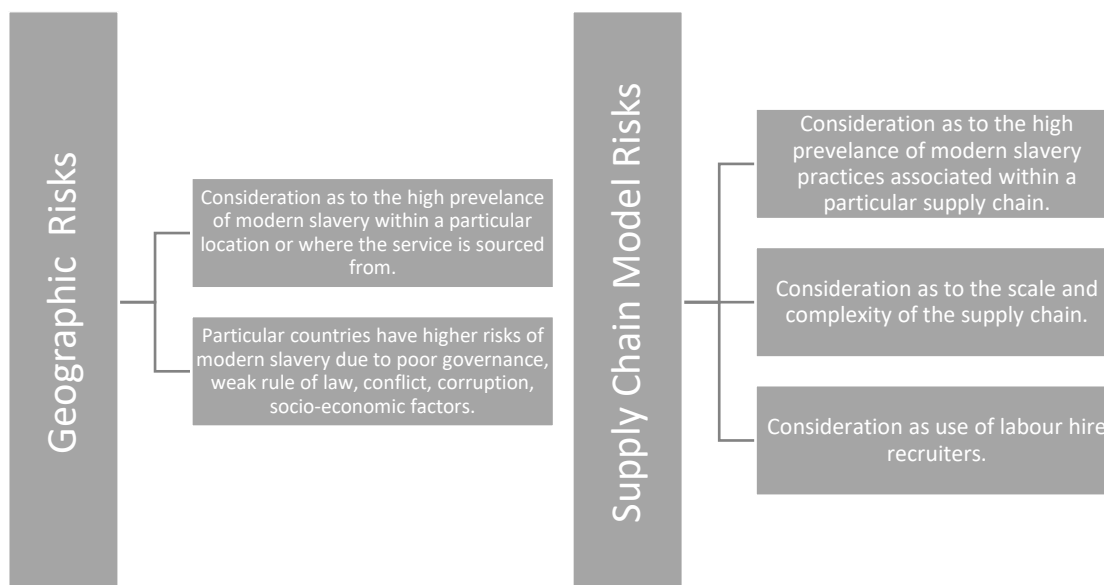 Geographic Risks
Consideration as to the high prevelance
of modern slavery within a particular
location or where the service is sourced
from.
Particular countries have higher risks of
modern slavery due to poor governance,
weak rule of law, conflict, corruption,
socio-economic factors.
Supply Chain Model Risks
Consideration as to the high
prevelance of modern slavery
practices associated within a
particular supply chain.
Consideration as to the scale and
complexity of the supply chain.
Consideration as use of labour hire
recruiters.